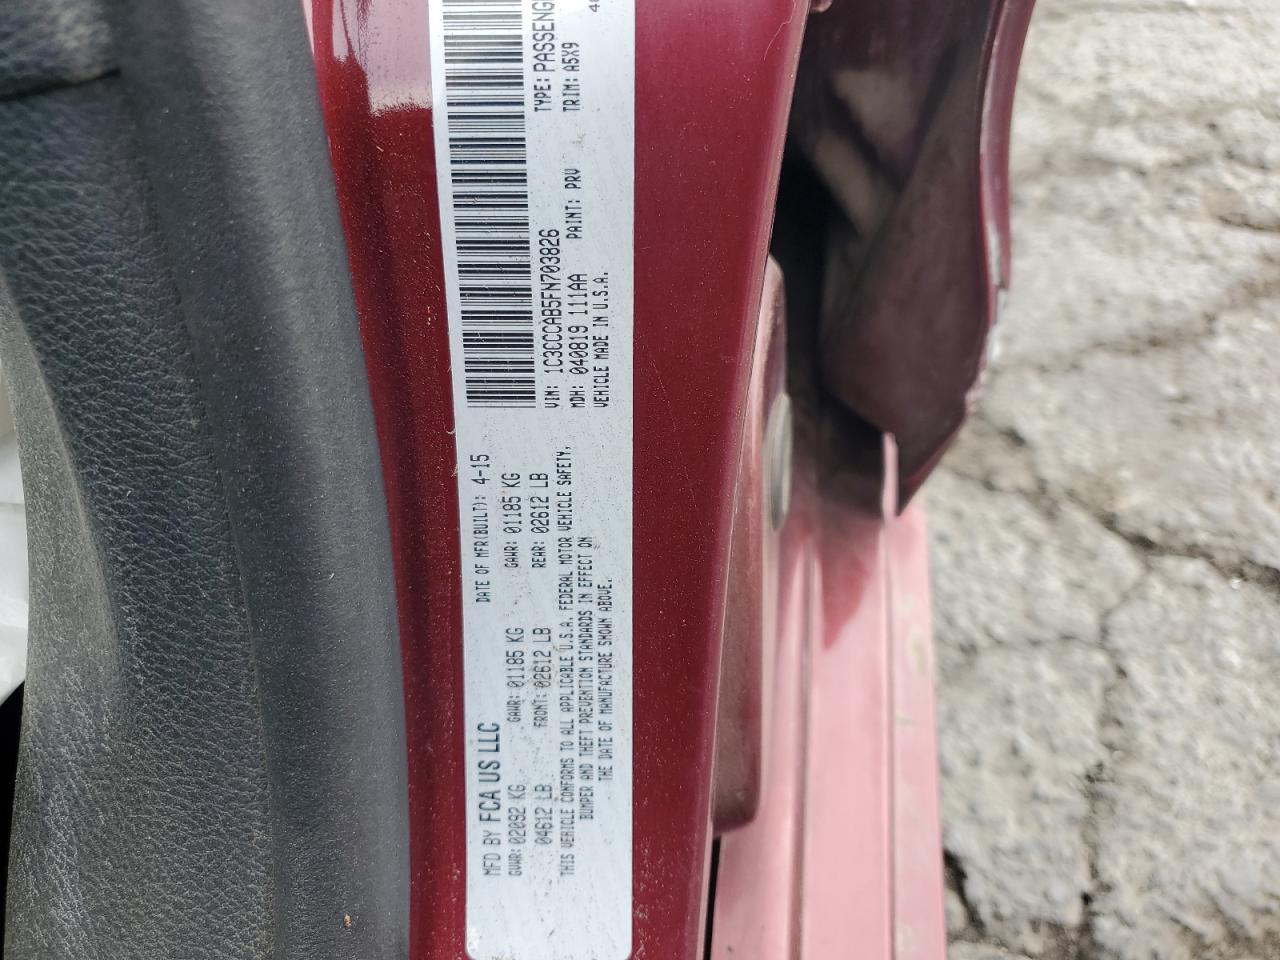 MFD BY FCA US LLC
DATE OF MFR(BUILT): 4-15
GVWR: 02092 KG
GAWR: 01185 KG
GAWR: 01185 KG
04612 LB
FRONT: 02612 LB
REAR: 02612 LB
THIS VEHICLE CONFORMS TO ALL APPLICABLE U.S.A. FEDERAL MOTOR VEHICLE SAFETY,
BUMPER AND THEFT PREVENTION STANDARDS IN EFFECT ON
THE DATE OF MANUFACTURE SHOWN ABOVE.
VIN: 1C3CCCAB5FN703826
TYPE: PASSENG
MDH: 040819 111AA
PAINT: PRV
TRIM: A5X9
VEHICLE MADE IN U.S.A.